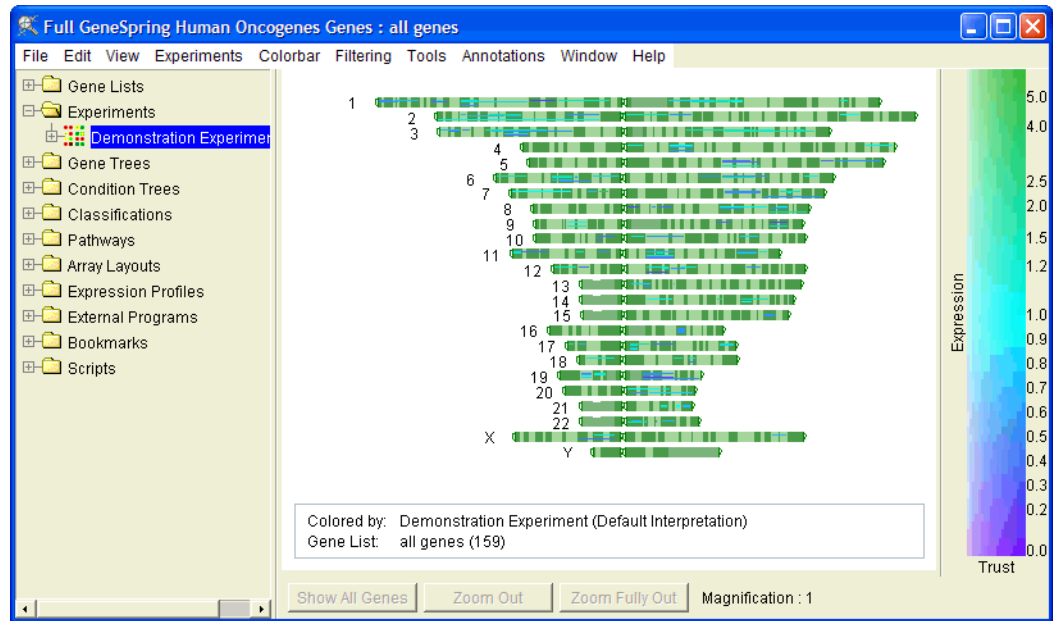 Full GeneSpring Human Oncogenes Genes : all genes
File Edit View Experiments Colorbar Filtering Tools Annotations Window Help
Gene Lists
Experiments
Demonstration Experimer
Gene Trees
Condition Trees
Classifications
Pathways
Array Layouts
Expression Profiles
External Programs
Bookmarks
Scripts
1
2
3
4
5
6
7
8
9
10
11
12
13
14
15
16
17
18
19
20
21
22
X
Y
Colored by: Demonstration Experiment (Default Interpretation)
Gene List: all genes (159)
Show All Genes Zoom Out Zoom Fully Out Magnification : 1
Expression
5.0
4.0
2.5
2.0
1.5
1.2
1.0
0.9
0.8
0.7
0.6
0.5
0.4
0.3
0.2
0.0
Trust